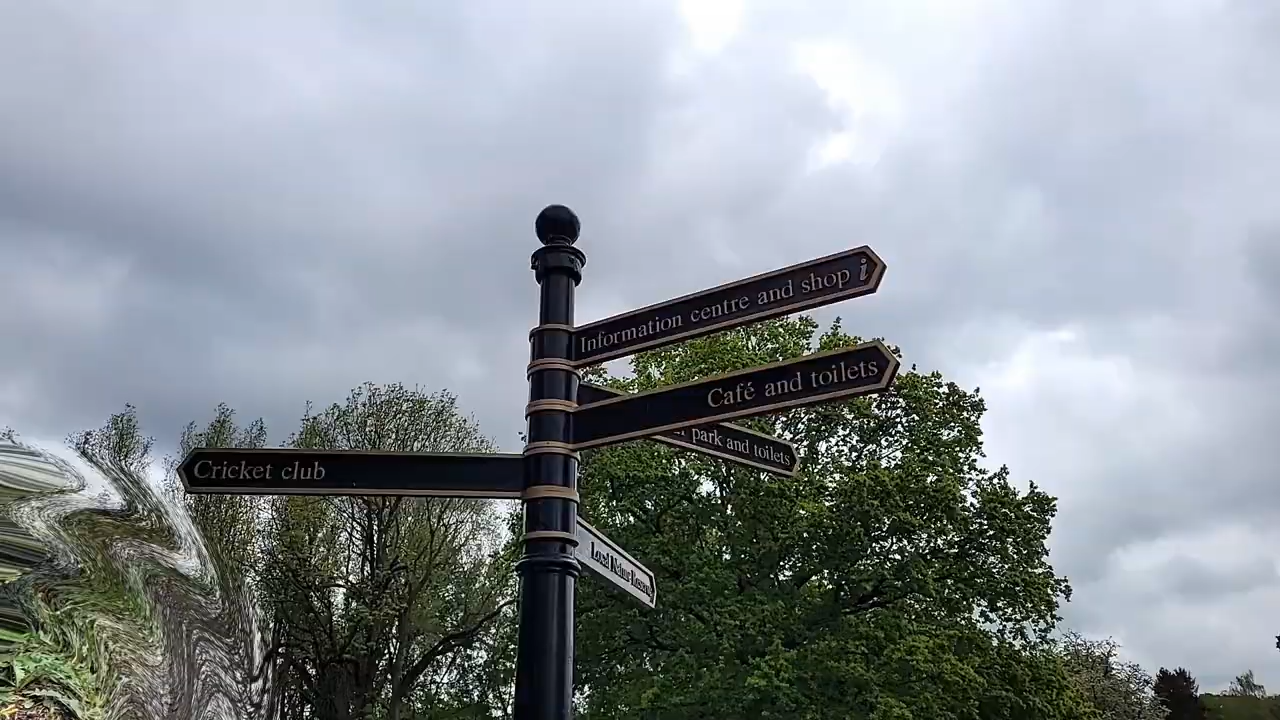 Information centre and shop i
Café and toilets
park and toilets
Cricket club
Local Nature Reserve